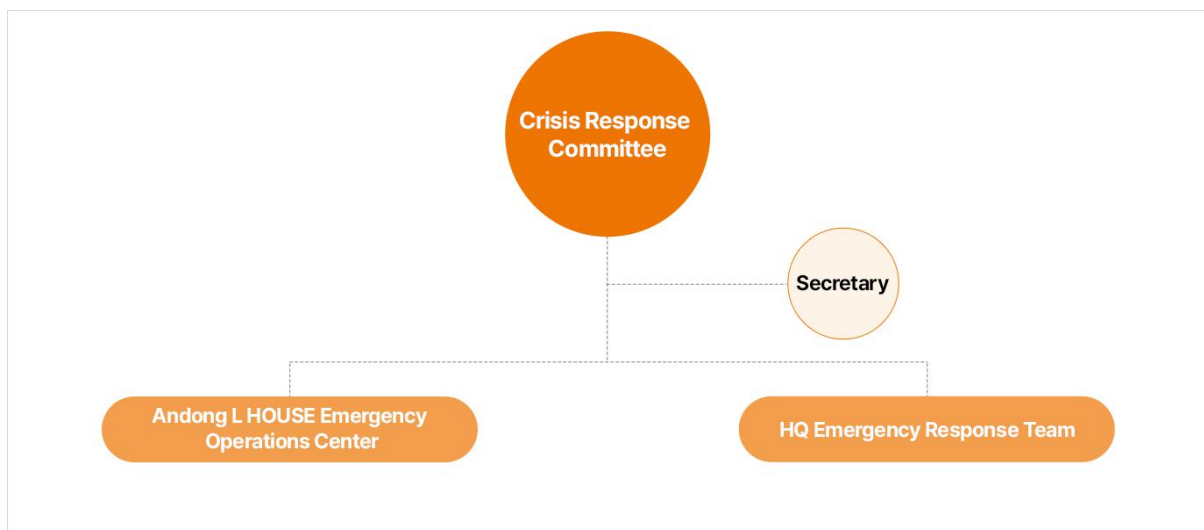 Crisis Response
Committee
Secretary
Andong L HOUSE Emergency
Operations Center
HQ Emergency Response Team